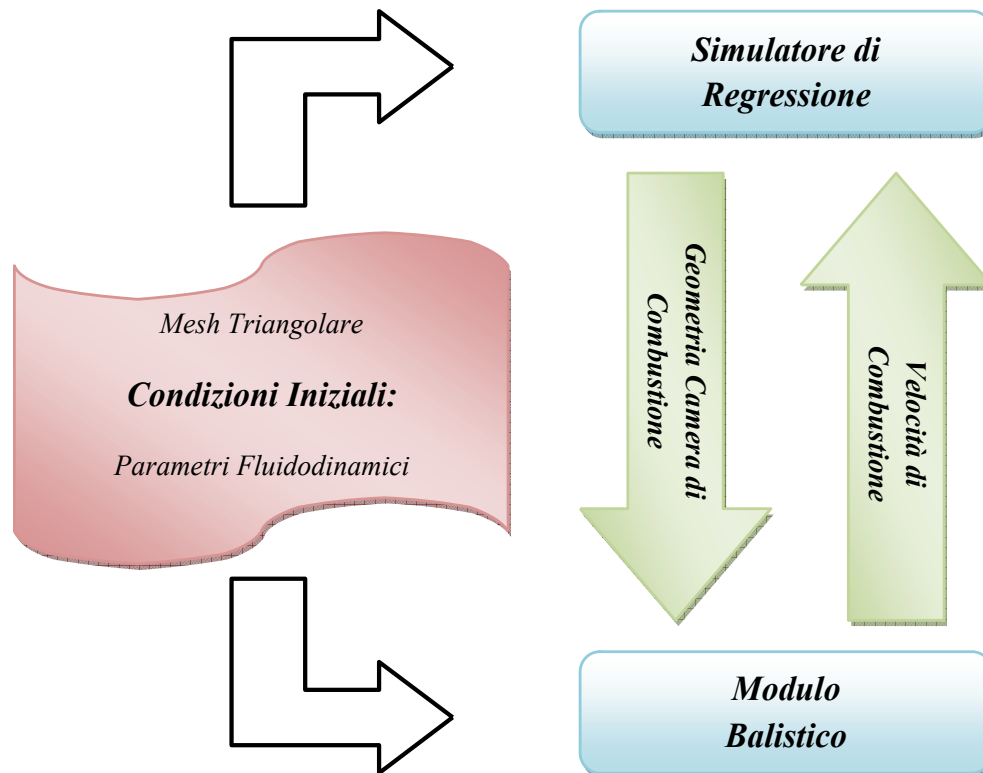 Simulatore di
Regressione
Mesh Triangolare
Condizioni Iniziali:
Parametri Fluidodinamici
Geometria Camera di
Combustione
Velocità di
Combustione
Modulo
Balistico